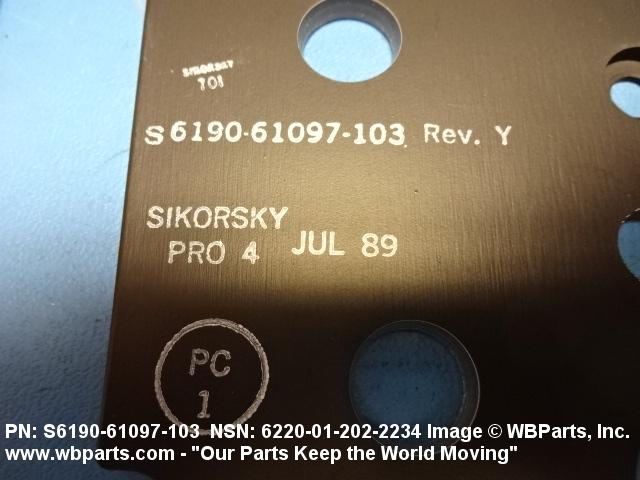 SIKORSKY
101
S6190-61097-103 Rev. Y
SIKORSKY
PRO 4 JUL 89
PC
1
PN: S6190-61097-103 NSN: 6220-01-202-2234 Image © WBParts, Inc.
www.wbparts.com - "Our Parts Keep the World Moving"